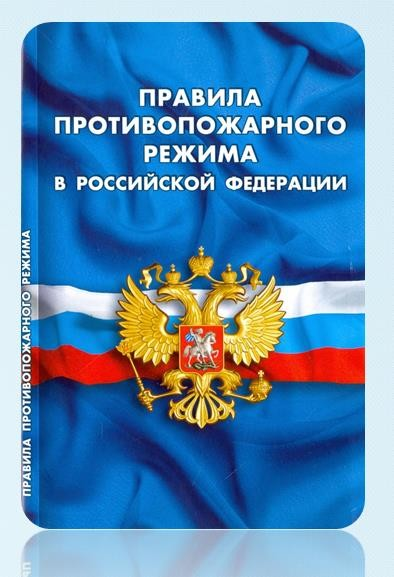 ПРАВИЛА
ПРОТИВОПОЖАРНОГО
РЕЖИМА
В РОССИЙСКОЙ ФЕДЕРАЦИИ
ПРАВИЛА ПРОТИВОПОЖАРНОГО РЕЖИМА